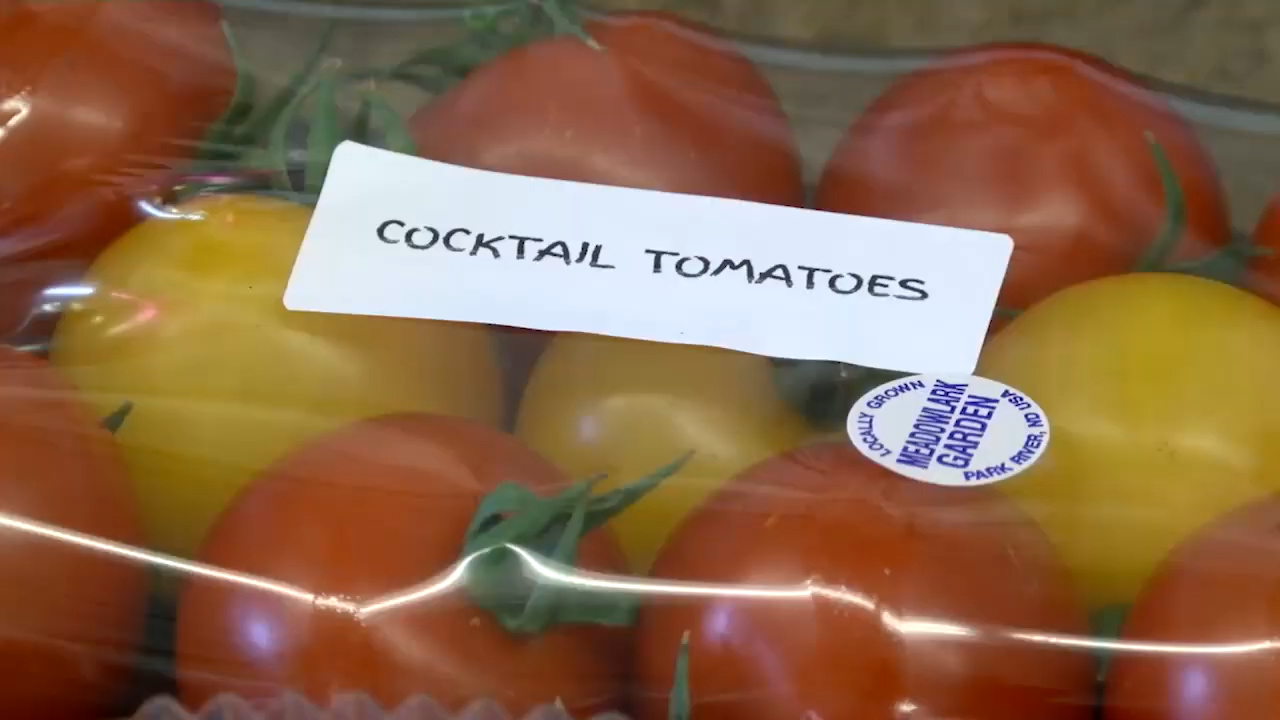 COCKTAIL TOMATOES
LOCALLY GROWN
MEADOWLARK
GARDEN
PARK RIVER, ND USA